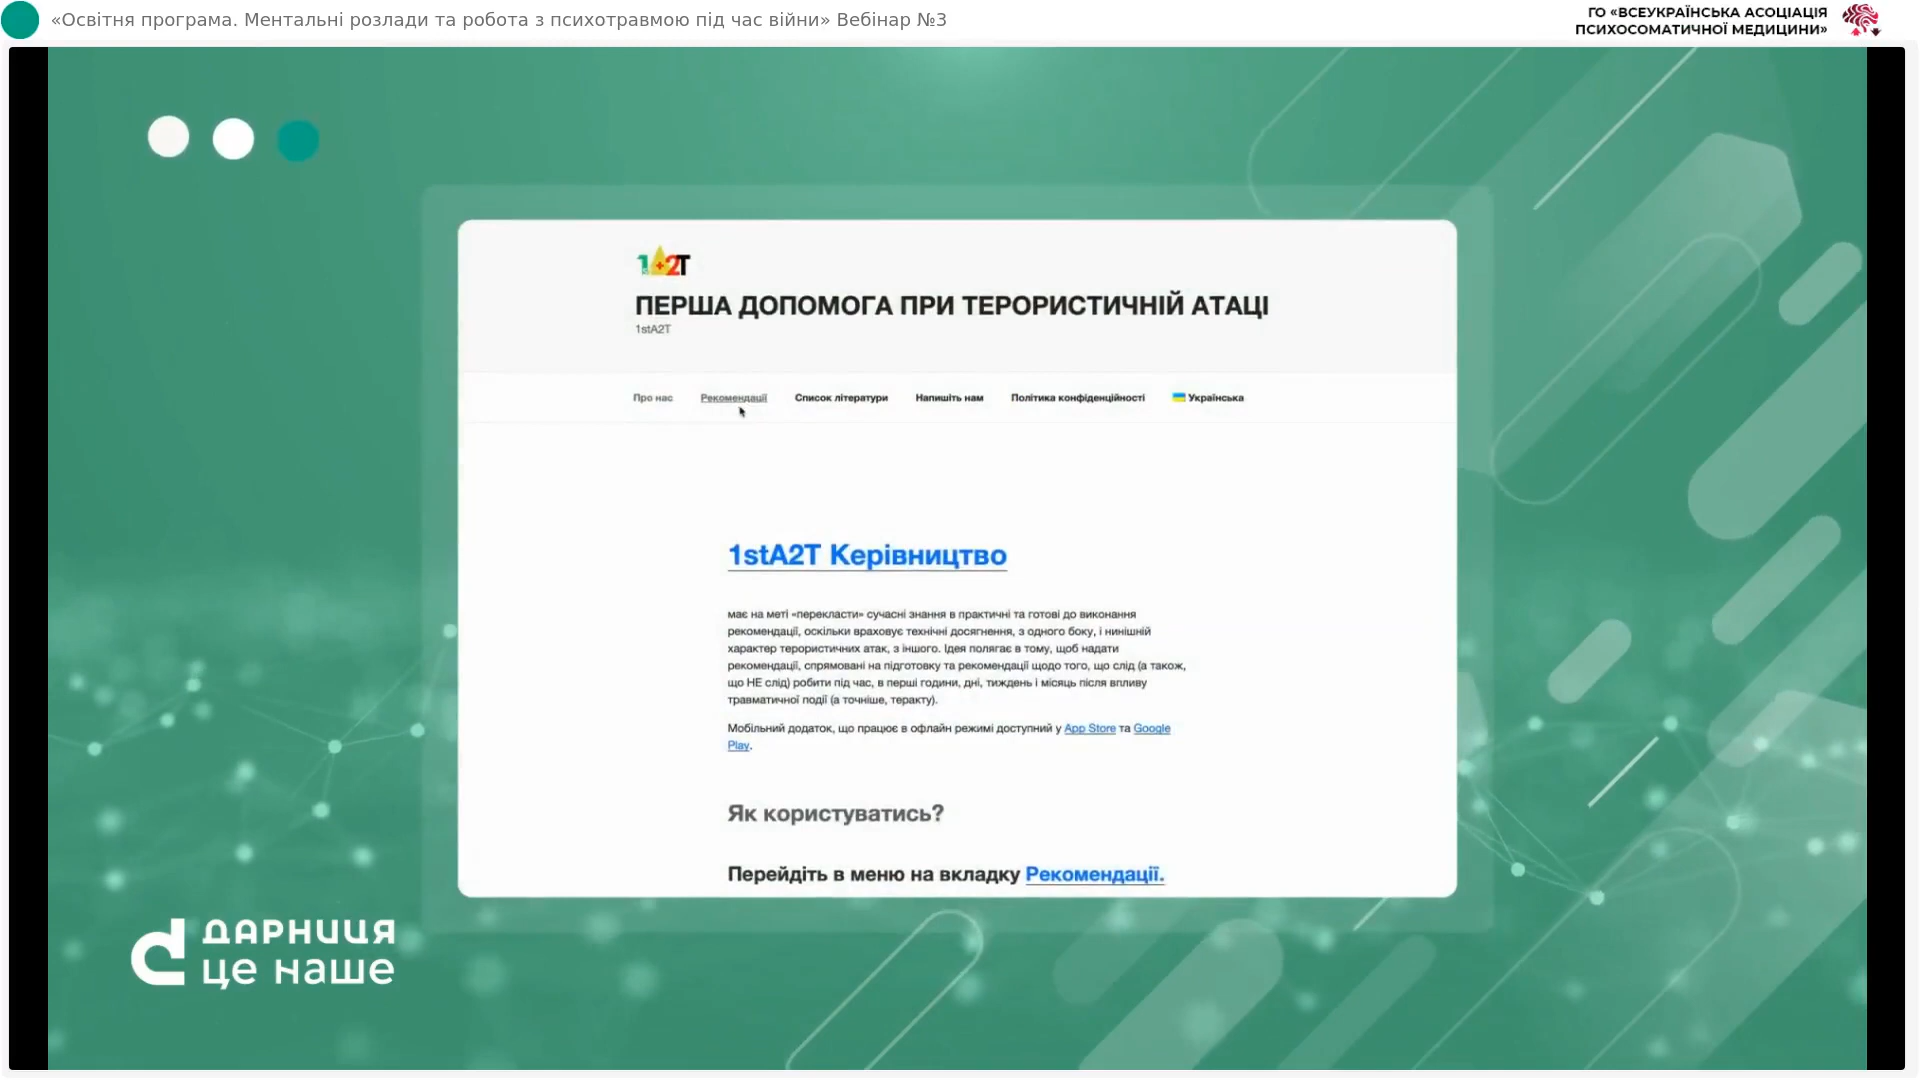 «Освітня програма. Ментальні розлади та робота з психотравмою під час війни» Вебінар №3
ГО «ВСЕУКРАЇНСЬКА АСОЦІАЦІЯ
ПСИХОСОМАТИЧНОЇ МЕДИЦИНИ»
1A2T
ПЕРША ДОПОМОГА ПРИ ТЕРОРИСТИЧНІЙ АТАЦІ
1stA2T
Про нас Рекомендації Список літератури Напишіть нам Політика конфіденційності Українська
1stA2T Керівництво
має на меті «перекласти» сучасні знання в практичні та готові до виконання
рекомендації, оскільки враховує технічні досягнення, з одного боку, і нинішній
характер терористичних атак, з іншого. Ідея полягає в тому, щоб надати
рекомендації, спрямовані на підготовку та рекомендації щодо того, що слід (а також,
що НЕ слід) робити під час, в перші години, дні, тиждень і місяць після впливу
травматичної події (а точніше, теракту).
Мобільний додаток, що працює в офлайн режимі доступний у App Store та Google
Play.
Як користуватись?
Перейдіть в меню на вкладку Рекомендації.
ДАРНИЦЯ
це наше